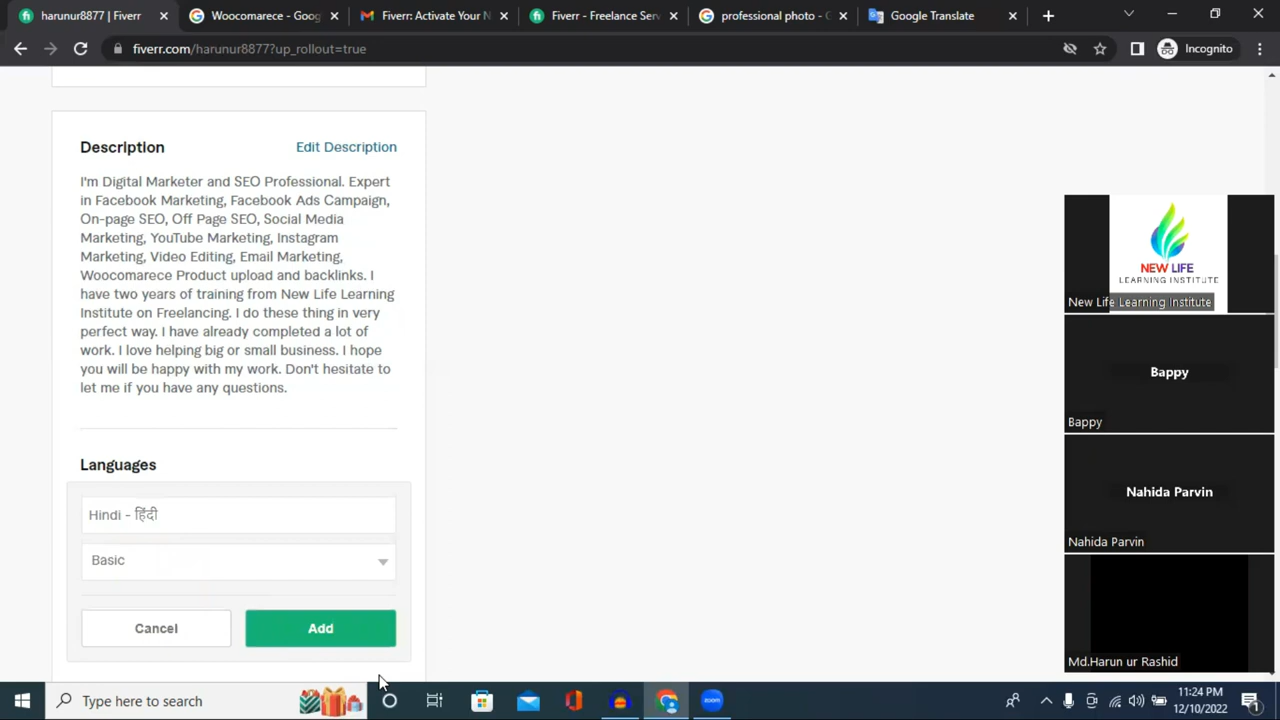 harunur8877 | Fiverr
Woocomarece - Goog
Fiverr: Activate Your N
Fiverr - Freelance Serv
professional photo - G
Google Translate
fiverr.com/harunur8877?up_rollout=true
Incognito
Description
Edit Description
I'm Digital Marketer and SEO Professional. Expert
in Facebook Marketing, Facebook Ads Campaign,
On-page SEO, Off Page SEO, Social Media
Marketing, YouTube Marketing, Instagram
Marketing, Video Editing, Email Marketing,
Woocomarece Product upload and backlinks. I
have two years of training from New Life Learning
Institute on Freelancing. I do these thing in very
perfect way. I have already completed a lot of
work. I love helping big or small business. I hope
you will be happy with my work. Don't hesitate to
let me if you have any questions.
Languages
Hindi - हिंदी
Basic
Cancel
Add
NEW LIFE
LEARNING INSTITUTE
New Life Learning Institute
Bappy
Bappy
Nahida Parvin
Nahida Parvin
Md.Harun ur Rashid
Type here to search
11:24 PM
12/10/2022
1